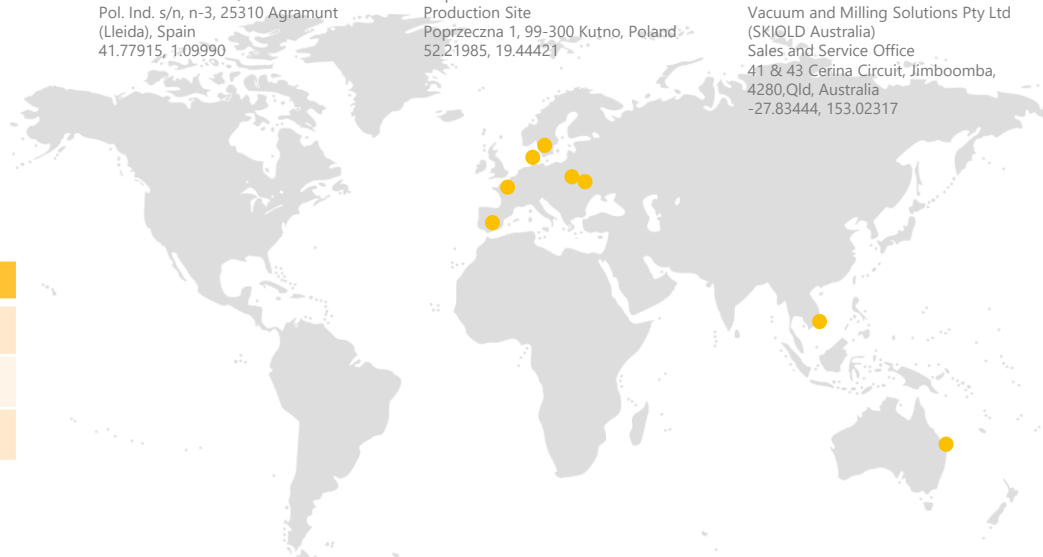 Pol. Ind. s/n, n-3, 25310 Agramunt
(Lleida), Spain
41.77915, 1.09990
Production Site
Poprzeczna 1, 99-300 Kutno, Poland
52.21985, 19.44421
Vacuum and Milling Solutions Pty Ltd
(SKIOLD Australia)
Sales and Service Office
41 & 43 Cerina Circuit, Jimboomba,
4280,Qld, Australia
-27.83444, 153.02317